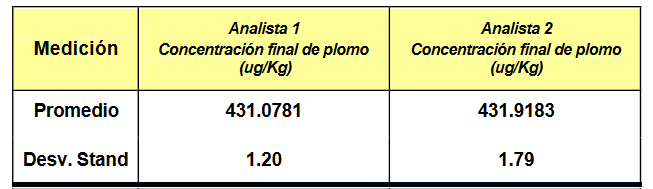 Medición
Analista 1
Concentración final de plomo
(ug/Kg)
Analista 2
Concentración final de plomo
(ug/Kg)
Promedio 431.0781 431.9183
Desv. Stand 1.20 1.79